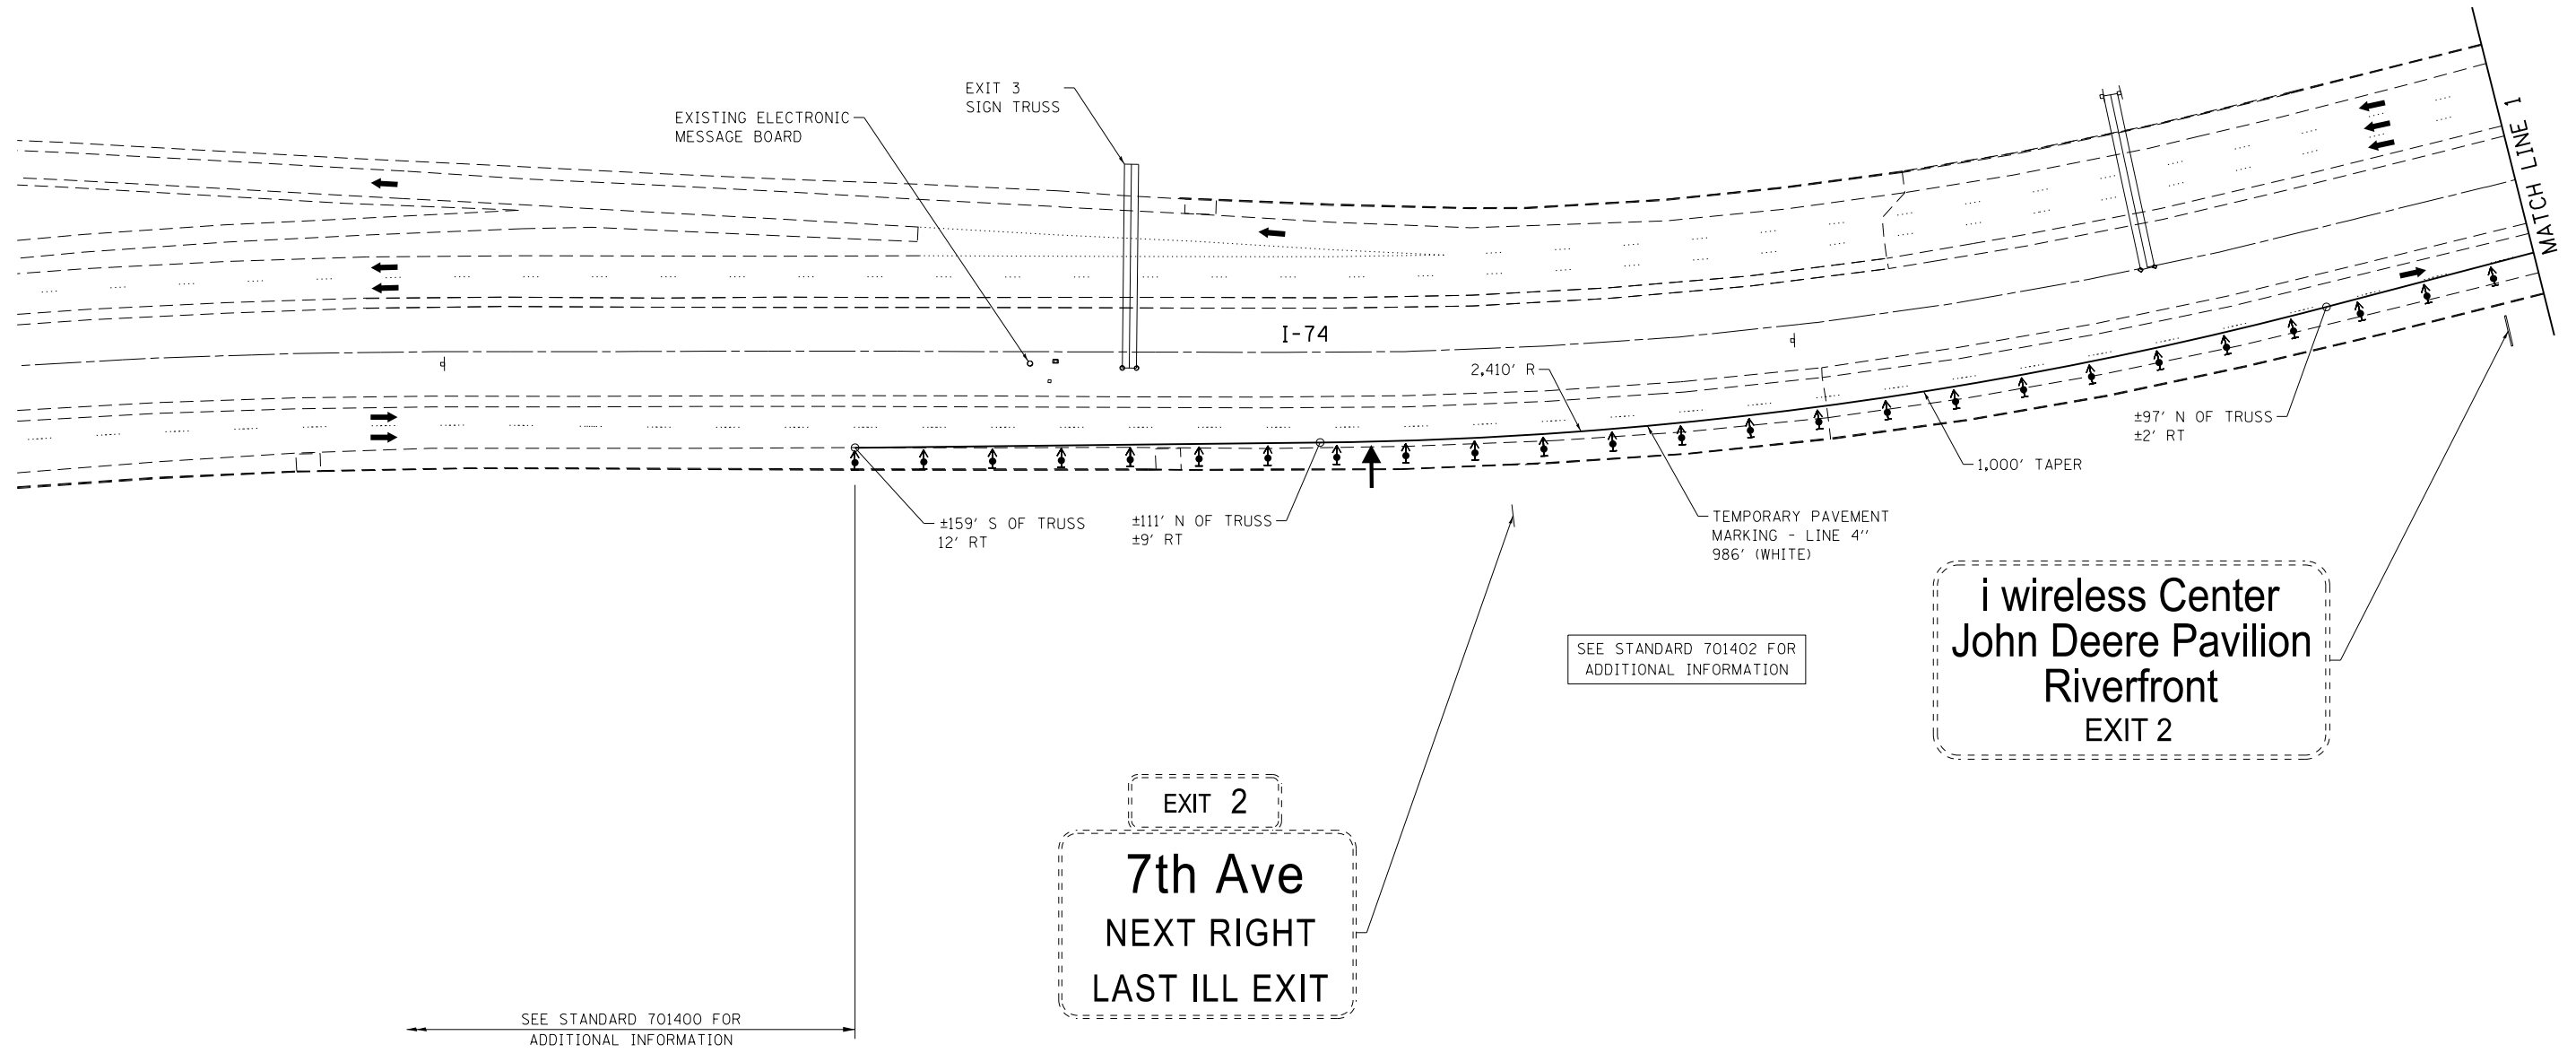 EXIT 3
SIGN TRUSS
EXISTING ELECTRONIC
MESSAGE BOARD
MATCH LINE 1
I-74
2,410' R
±97' N OF TRUSS
±2' RT
1,000' TAPER
±159' S OF TRUSS
12' RT
±111' N OF TRUSS
±9' RT
TEMPORARY PAVEMENT
MARKING - LINE 4''
986' (WHITE)
i wireless Center
John Deere Pavilion
Riverfront
EXIT 2
SEE STANDARD 701402 FOR
ADDITIONAL INFORMATION
EXIT 2
7th Ave
NEXT RIGHT
LAST ILL EXIT
SEE STANDARD 701400 FOR
ADDITIONAL INFORMATION